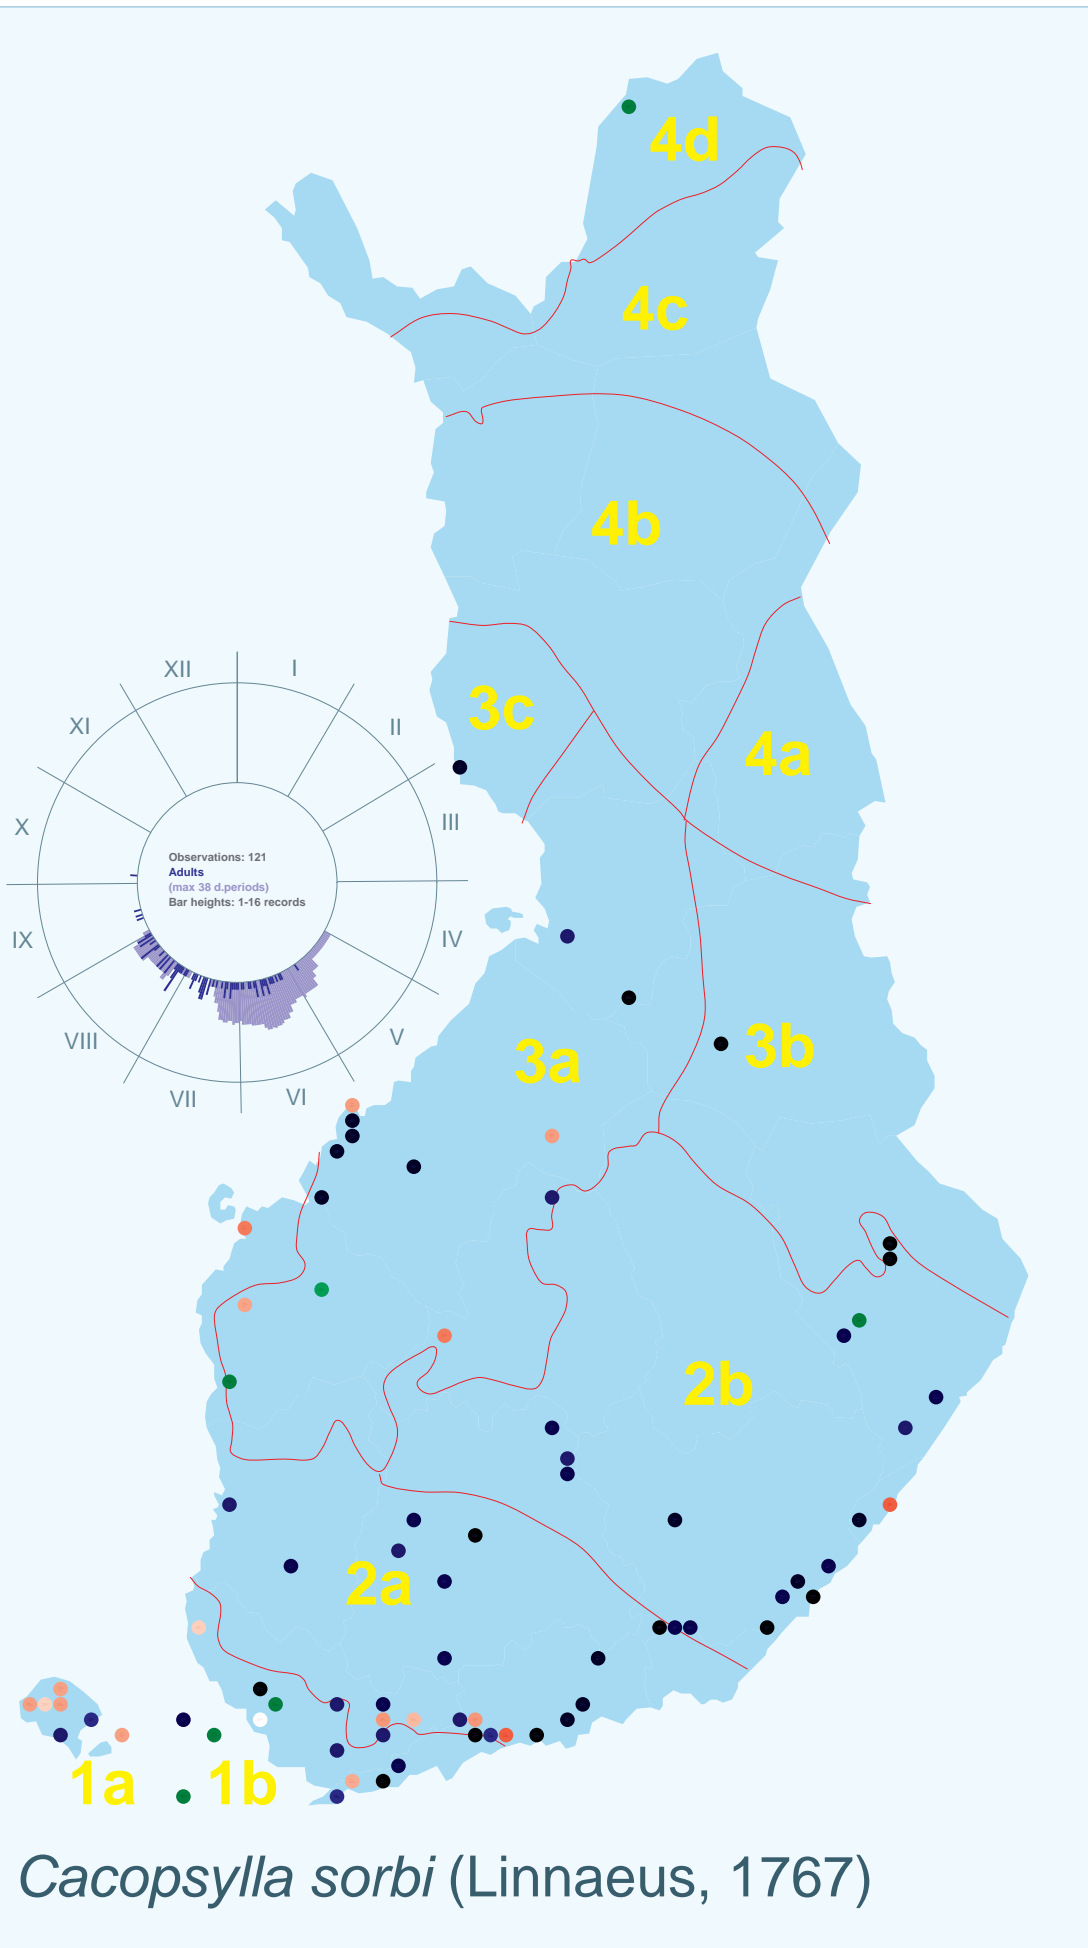 4d
4c
4b
3c
4a
XII
I
XI
II
X
III
Observations: 121
Adults
(max 38 d.periods)
Bar heights: 1-16 records
IX
IV
VIII
V
VII
VI
3a
3b
2b
2a
1a
1b
Cacopsylla sorbi (Linnaeus, 1767)